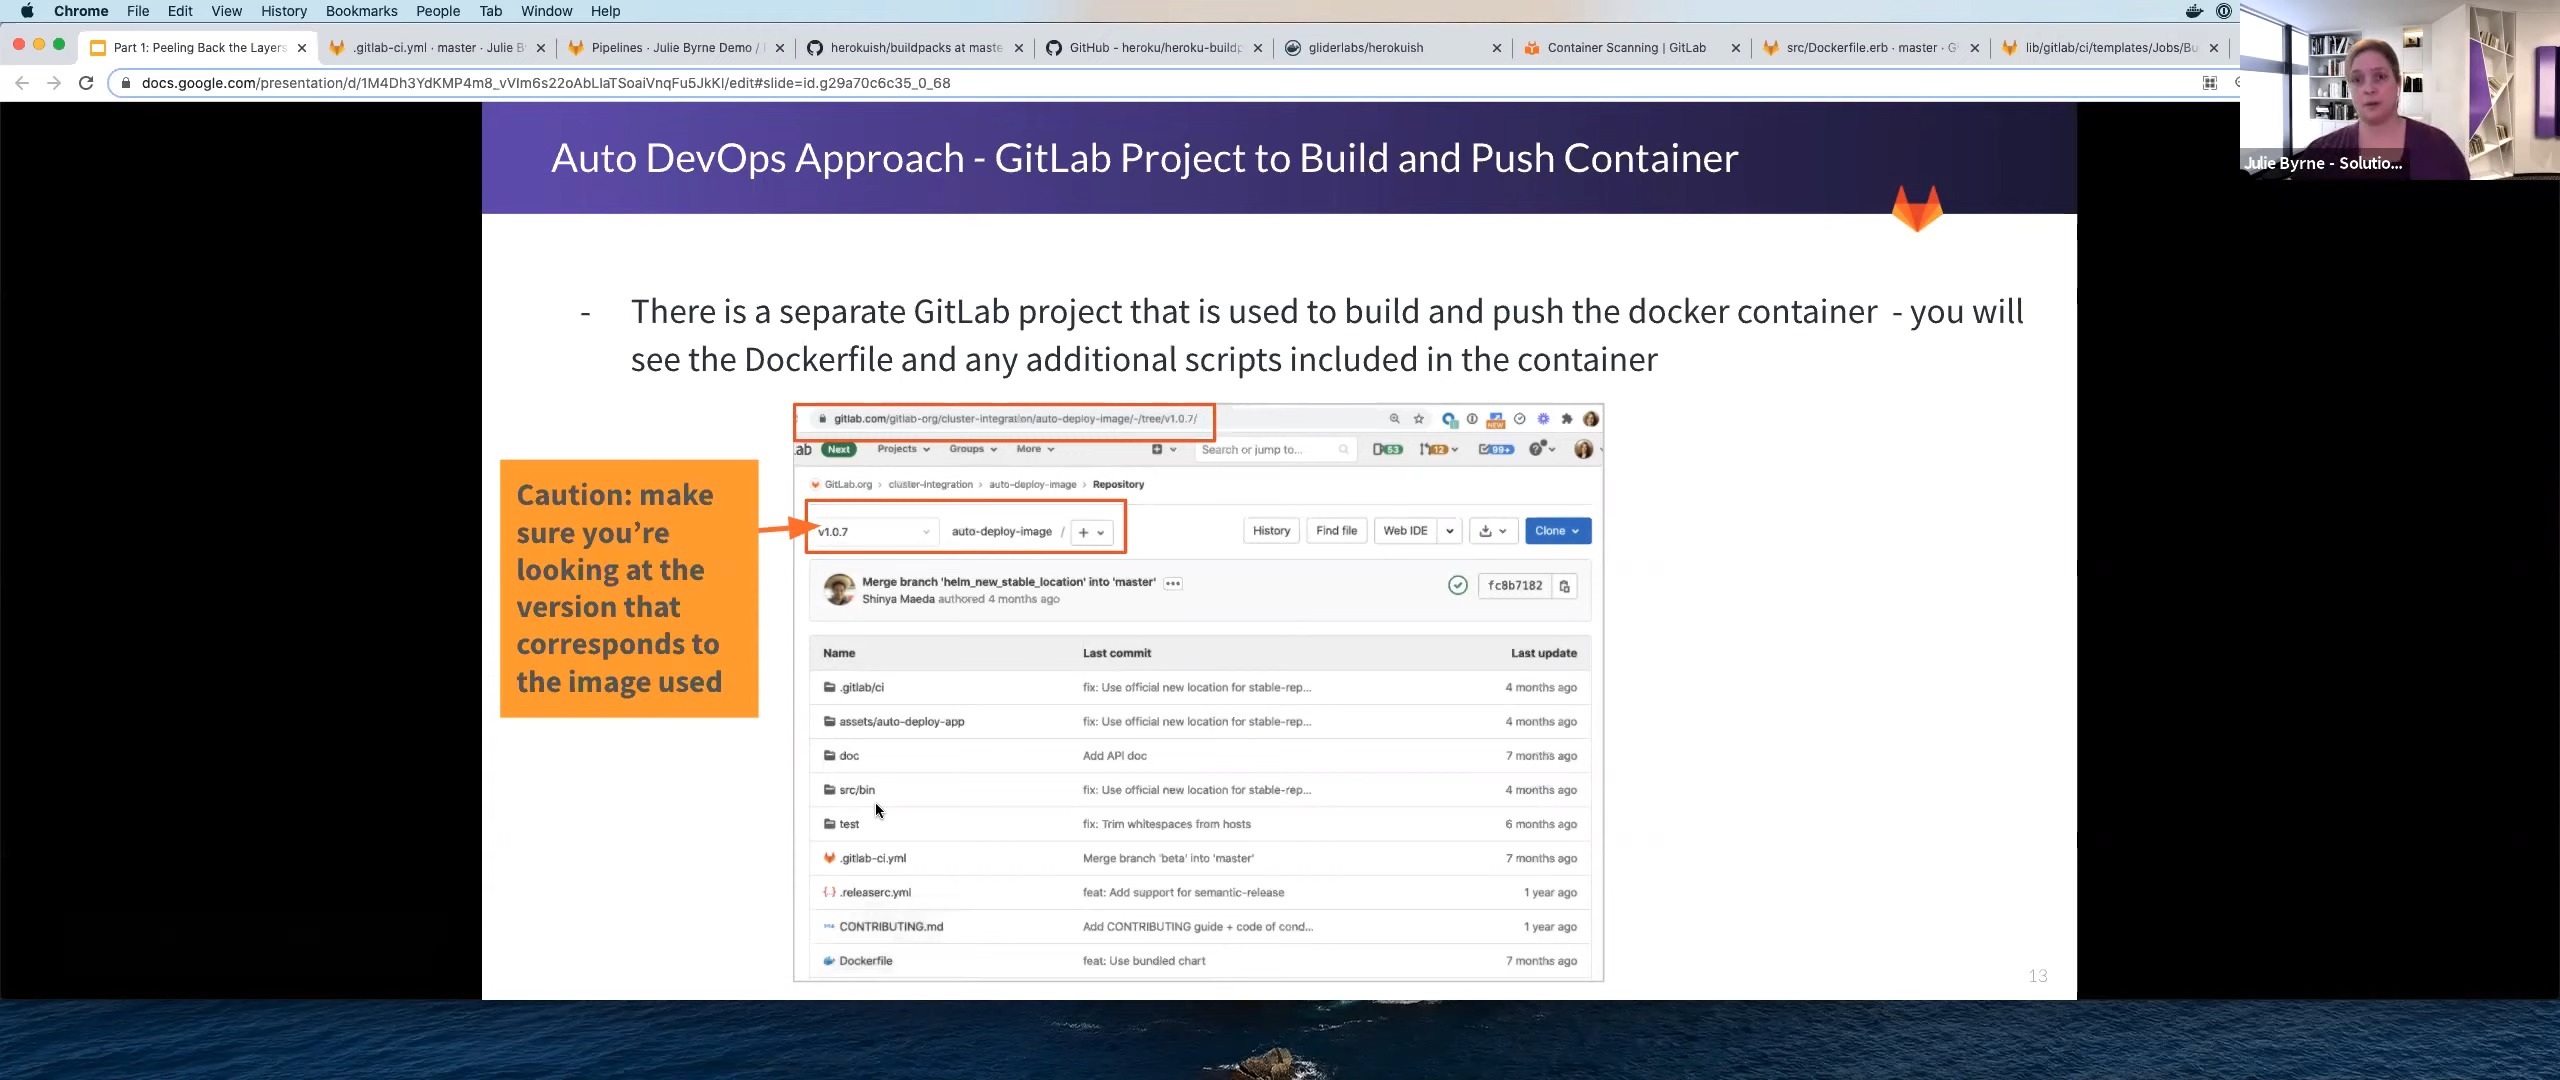 Chrome File Edit View History Bookmarks People Tab Window Help
Part 1: Peeling Back the Layers
.gitlab-ci.yml · master · Julie B
Pipelines · Julie Byrne Demo /
herokuish/buildpacks at maste
GitHub - heroku/heroku-buildp
gliderlabs/herokuish
Container Scanning | GitLab
src/Dockerfile.erb · master · G
lib/gitlab/ci/templates/Jobs/Bu
docs.google.com/presentation/d/1M4Dh3YdKMP4m8_vVIm6s22oAbLIaTSoaiVnqFu5JkKI/edit#slide=id.g29a70c6c35_0_68
Julie Byrne - Solutio...
Auto DevOps Approach - GitLab Project to Build and Push Container
- There is a separate GitLab project that is used to build and push the docker container - you will
see the Dockerfile and any additional scripts included in the container
Caution: make
sure you're
looking at the
version that
corresponds to
the image used
gitlab.com/gitlab-org/cluster-integration/auto-deploy-image/-/tree/v1.0.7/
NEW
ab Next Projects Groups More Search or jump to... 53 12 99+
GitLab.org › cluster-integration › auto-deploy-image › Repository
v1.0.7 auto-deploy-image / + History Find file Web IDE Clone
Merge branch 'helm_new_stable_location' into 'master' ···
Shinya Maeda authored 4 months ago
fc8b7182
Name Last commit Last update
.gitlab/ci fix: Use official new location for stable-rep... 4 months ago
assets/auto-deploy-app fix: Use official new location for stable-rep... 4 months ago
doc Add API doc 7 months ago
src/bin fix: Use official new location for stable-rep... 4 months ago
test fix: Trim whitespaces from hosts 6 months ago
.gitlab-ci.yml Merge branch 'beta' into 'master' 7 months ago
.releaserc.yml feat: Add support for semantic-release 1 year ago
CONTRIBUTING.md Add CONTRIBUTING guide + code of cond... 1 year ago
Dockerfile feat: Use bundled chart 7 months ago
13